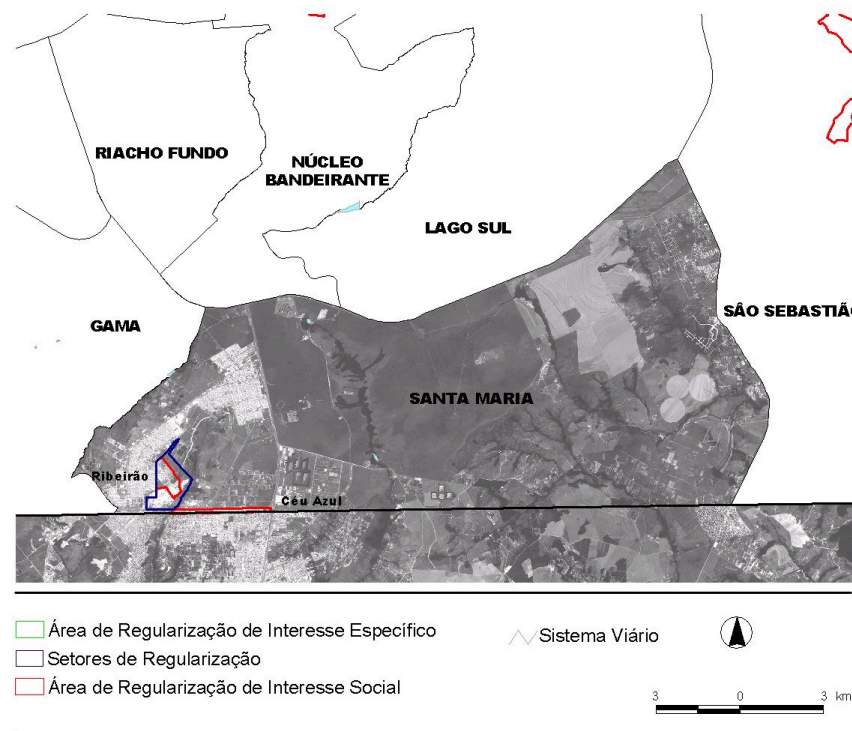 RIACHO FUNDO
NÚCLEO
BANDEIRANTE
LAGO SUL
GAMA
SÂO SEBASTIÃO
SANTA MARIA
Ribeirão
Céu Azul
Área de Regularização de Interesse Específico
Setores de Regularização
Área de Regularização de Interesse Social
Sistema Viário
3 0 3 km